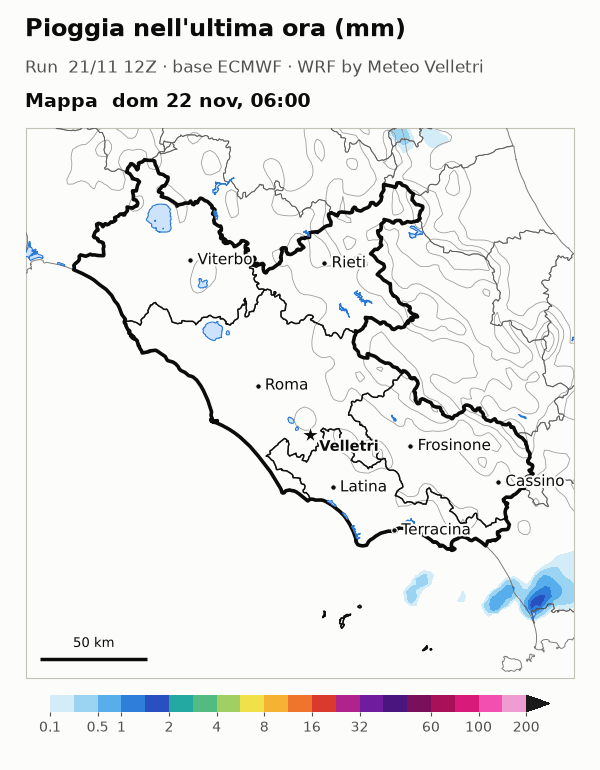 Pioggia nell'ultima ora (mm)
Run  21/11 12Z · base ECMWF · WRF by Meteo Velletri
Mappa  dom 22 nov, 06:00
Viterbo
Rieti
Roma
Velletri
Frosinone
Latina
Cassino
Terracina
50 km
0.1 0.5 1 2 4 8 16 32 60 100 200